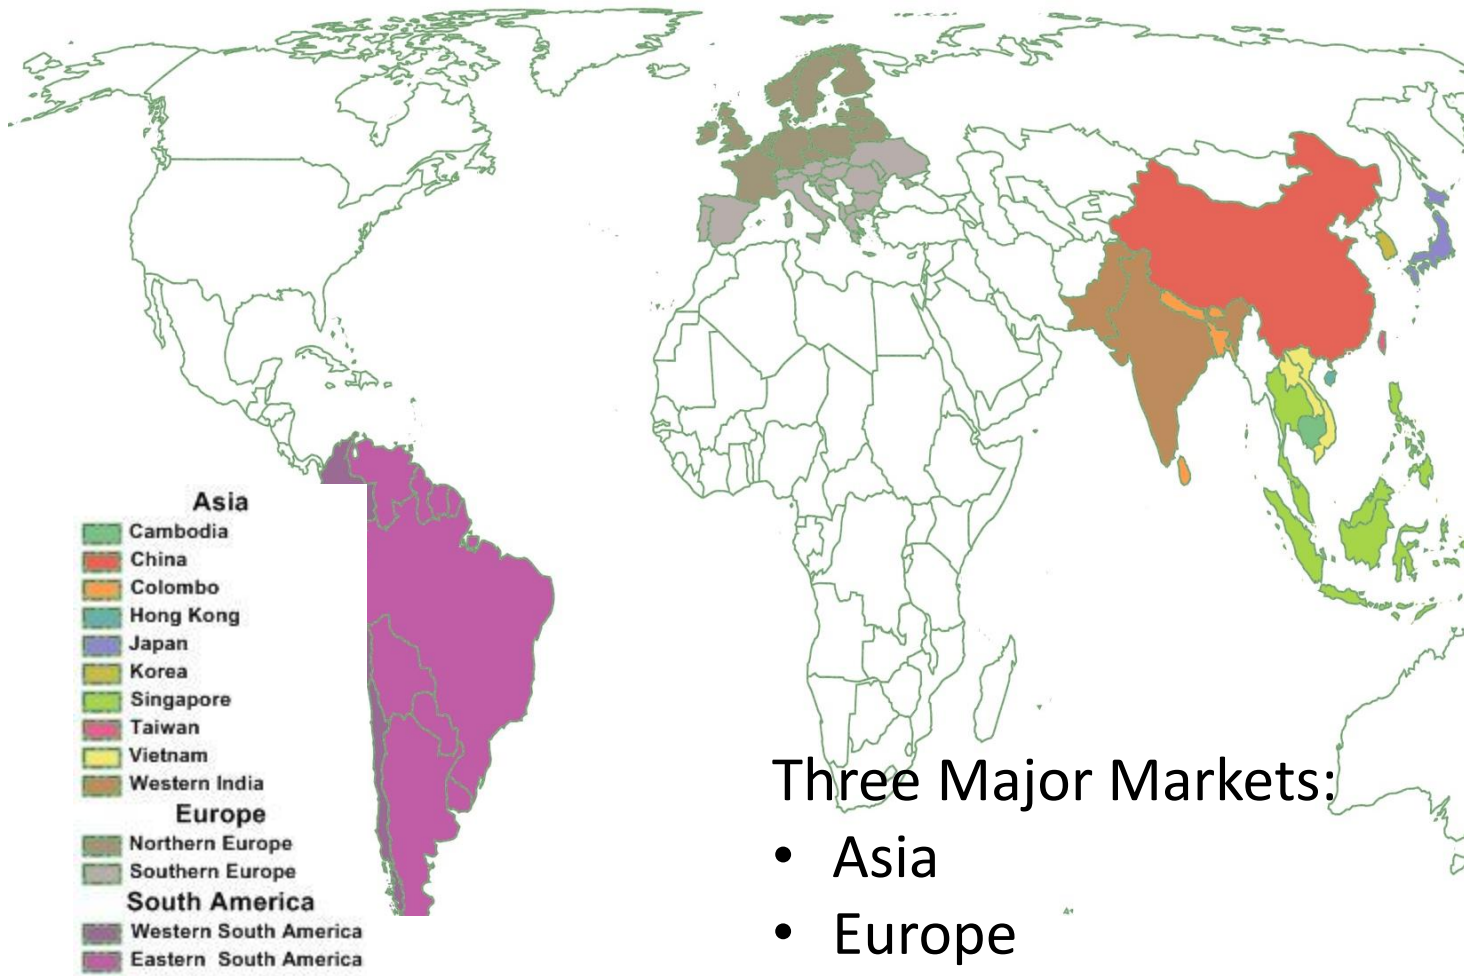 Asia
Cambodia
China
Colombo
Hong Kong
Japan
Korea
Singapore
Taiwan
Vietnam
Western India
Europe
Northern Europe
Southern Europe
South America
Western South America
Eastern South America
Three Major Markets:
• Asia
• Europe